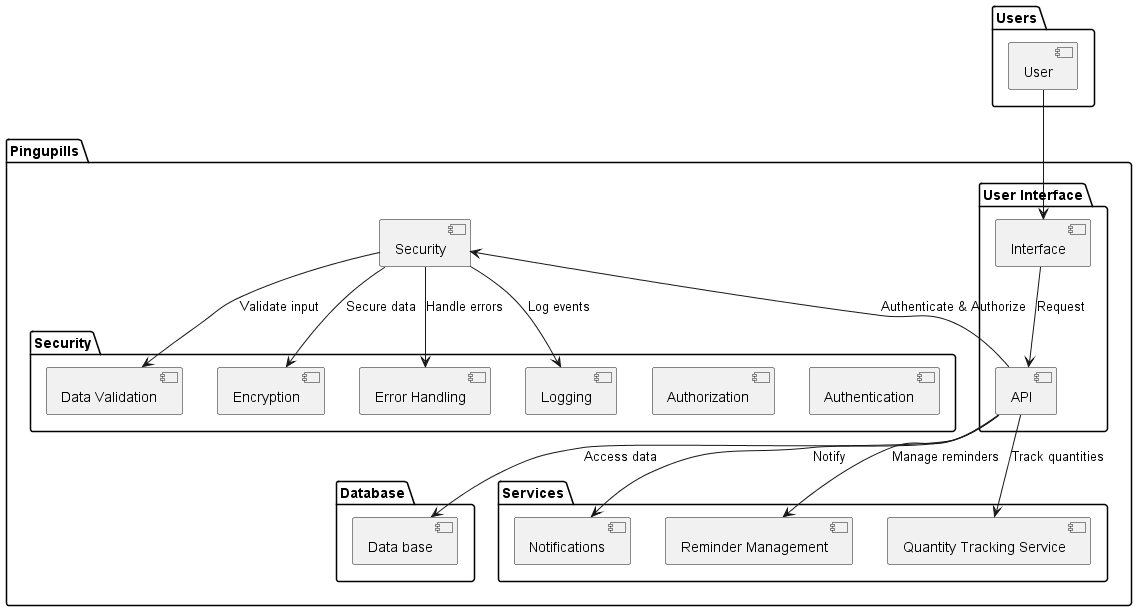 Users
User
Pingupills
User Interface
Security
Interface
Validate input
Secure data
Handle errors
Log events
Authenticate & Authorize
Request
Security
Data Validation
Encryption
Error Handling
Logging
Authorization
Authentication
API
Access data
Notify
Manage reminders
Track quantities
Database
Services
Data base
Notifications
Reminder Management
Quantity Tracking Service